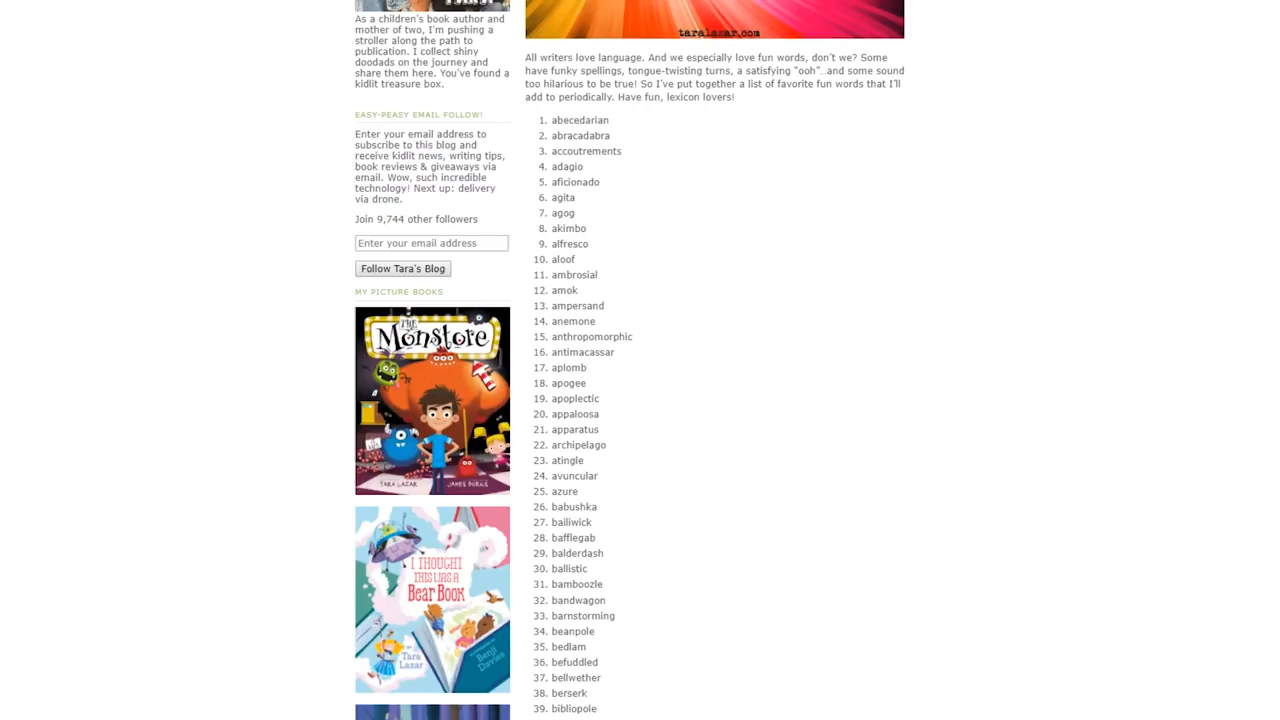 As a children's book author and
mother of two, I'm pushing a
stroller along the path to
publication. I collect shiny
doodads on the journey and
share them here. You've found a
kidlit treasure box.
EASY-PEASY EMAIL FOLLOW!
Enter your email address to
subscribe to this blog and
receive kidlit news, writing tips,
book reviews & giveaways via
email. Wow, such incredible
technology! Next up: delivery
via drone.
Join 9,744 other followers
Enter your email address
Follow Tara's Blog
MY PICTURE BOOKS
THE
Monstore
TARA LAZAR JAMES BURKS
I THOUGHT
THIS WAS A
Bear Book
Tara
Lazar
Benji
Davies
taralazar.com
All writers love language. And we especially love fun words, don't we? Some
have funky spellings, tongue-twisting turns, a satisfying "ooh"…and some sound
too hilarious to be true! So I've put together a list of favorite fun words that I'll
add to periodically. Have fun, lexicon lovers!
1. abecedarian
2. abracadabra
3. accoutrements
4. adagio
5. aficionado
6. agita
7. agog
8. akimbo
9. alfresco
10. aloof
11. ambrosial
12. amok
13. ampersand
14. anemone
15. anthropomorphic
16. antimacassar
17. aplomb
18. apogee
19. apoplectic
20. appaloosa
21. apparatus
22. archipelago
23. atingle
24. avuncular
25. azure
26. babushka
27. bailiwick
28. bafflegab
29. balderdash
30. ballistic
31. bamboozle
32. bandwagon
33. barnstorming
34. beanpole
35. bedlam
36. befuddled
37. bellwether
38. berserk
39. bibliopole